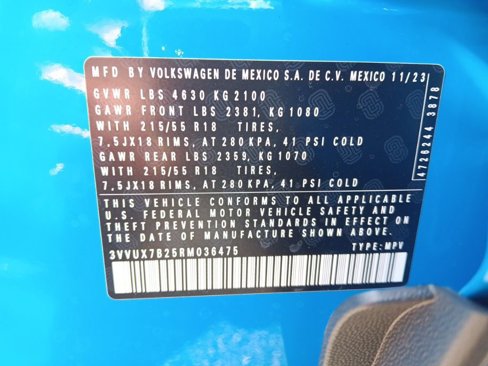 MFD BY VOLKSWAGEN DE MEXICO S.A. DE C.V. MEXICO 11/23
GVWR LBS 4630 KG 2100
GAWR FRONT LBS 2381, KG 1080
WITH 215/55 R18 TIRES,
7,5JX18 RIMS, AT 280 KPA, 41 PSI COLD
GAWR REAR LBS 2359, KG 1070
WITH 215/55 R18 TIRES,
7,5JX18 RIMS, AT 280 KPA, 41 PSI COLD
THIS VEHICLE CONFORMS TO ALL APPLICABLE
U.S. FEDERAL MOTOR VEHICLE SAFETY AND
THEFT PREVENTION STANDARDS IN EFFECT ON
THE DATE OF MANUFACTURE SHOWN ABOVE.
3VVUX7B25RM036475 TYPE: MPV
4726244 3878